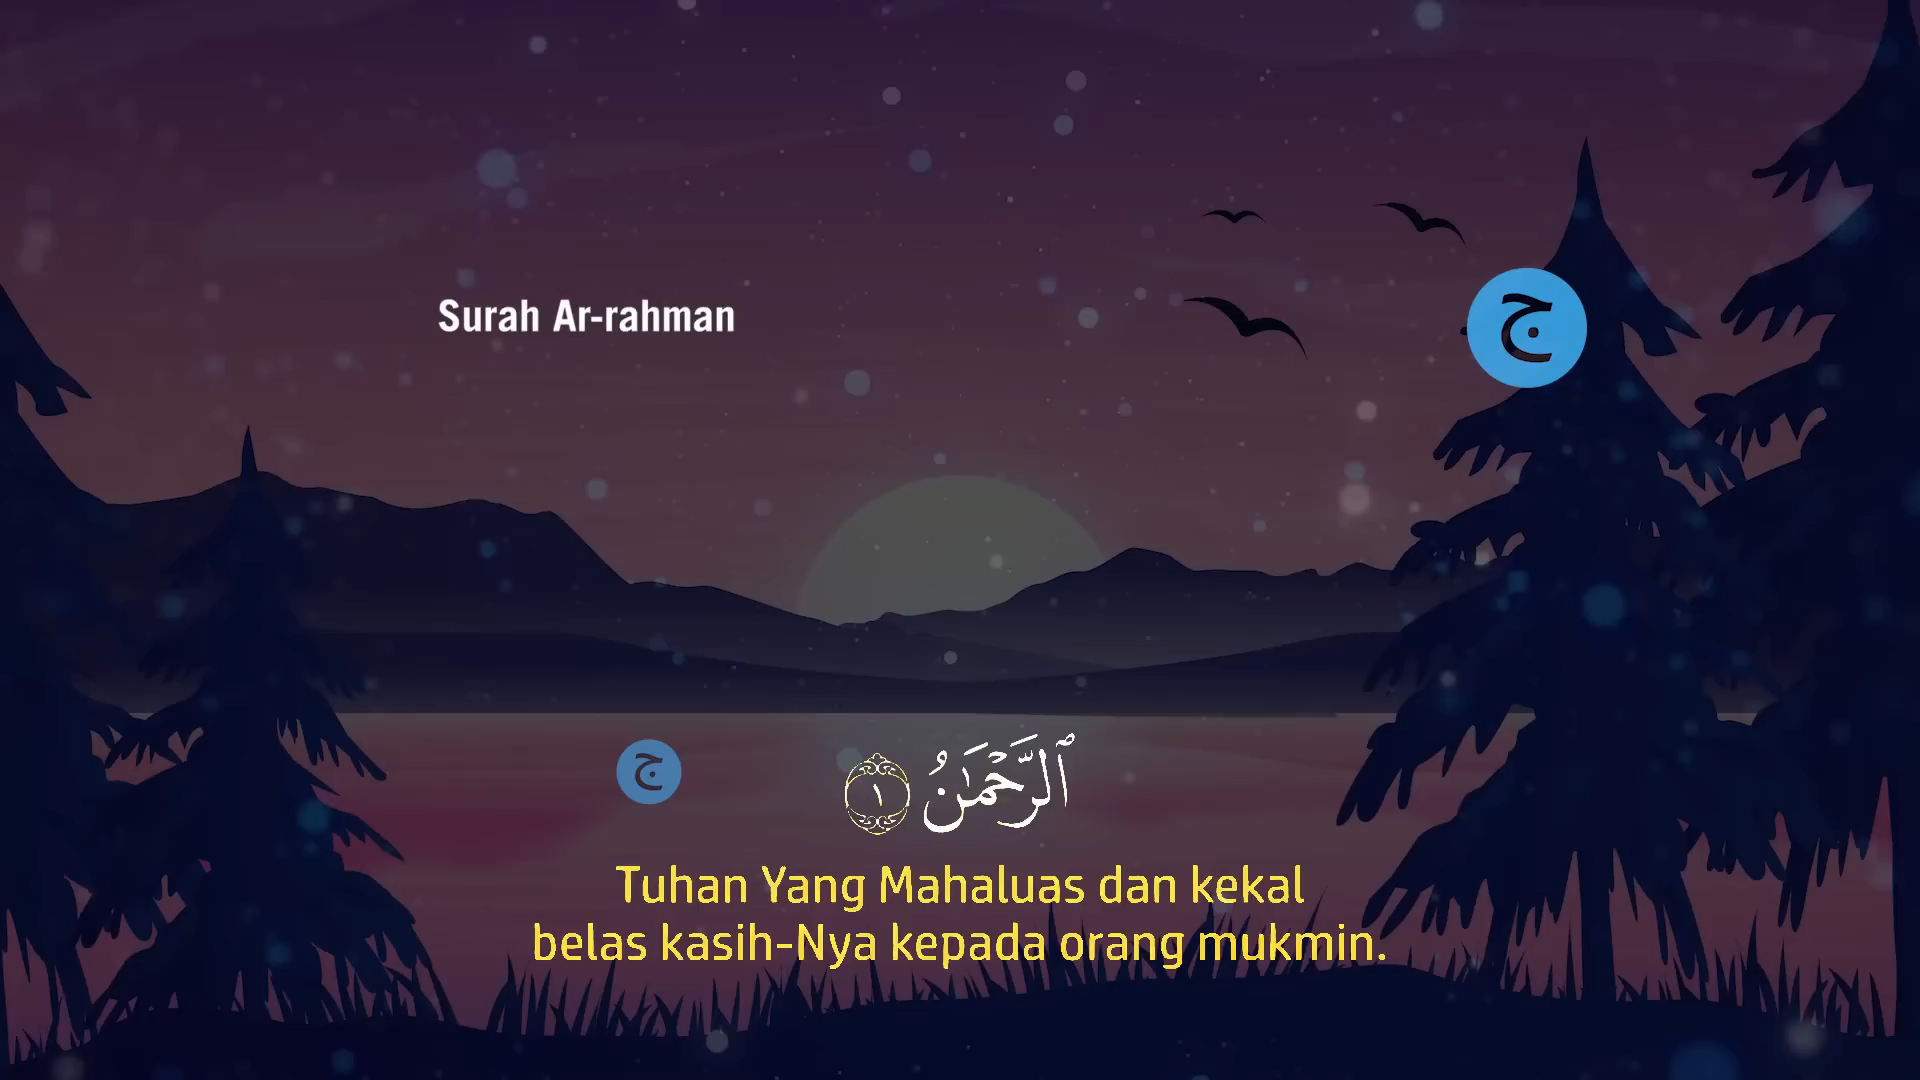 Surah Ar-rahman
ج
ج
ٱلرَّحْمَٰنُ ١
Tuhan Yang Mahaluas dan kekal
belas kasih-Nya kepada orang mukmin.